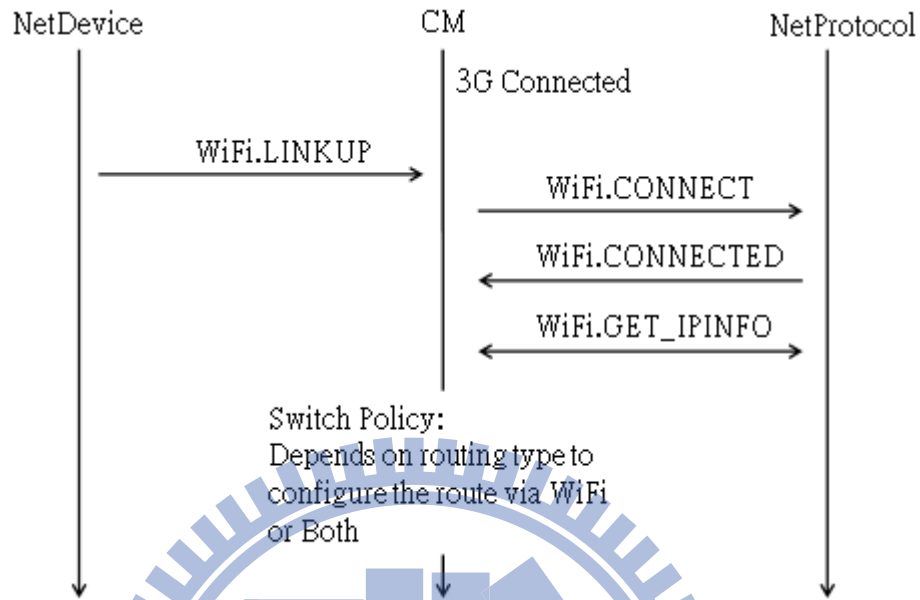 NetDevice
CM
NetProtocol
3G Connected
WiFi.LINKUP
WiFi.CONNECT
WiFi.CONNECTED
WiFi.GET_IPINFO
Switch Policy:
Depends on routing type to
configure the route via WiFi
or Both